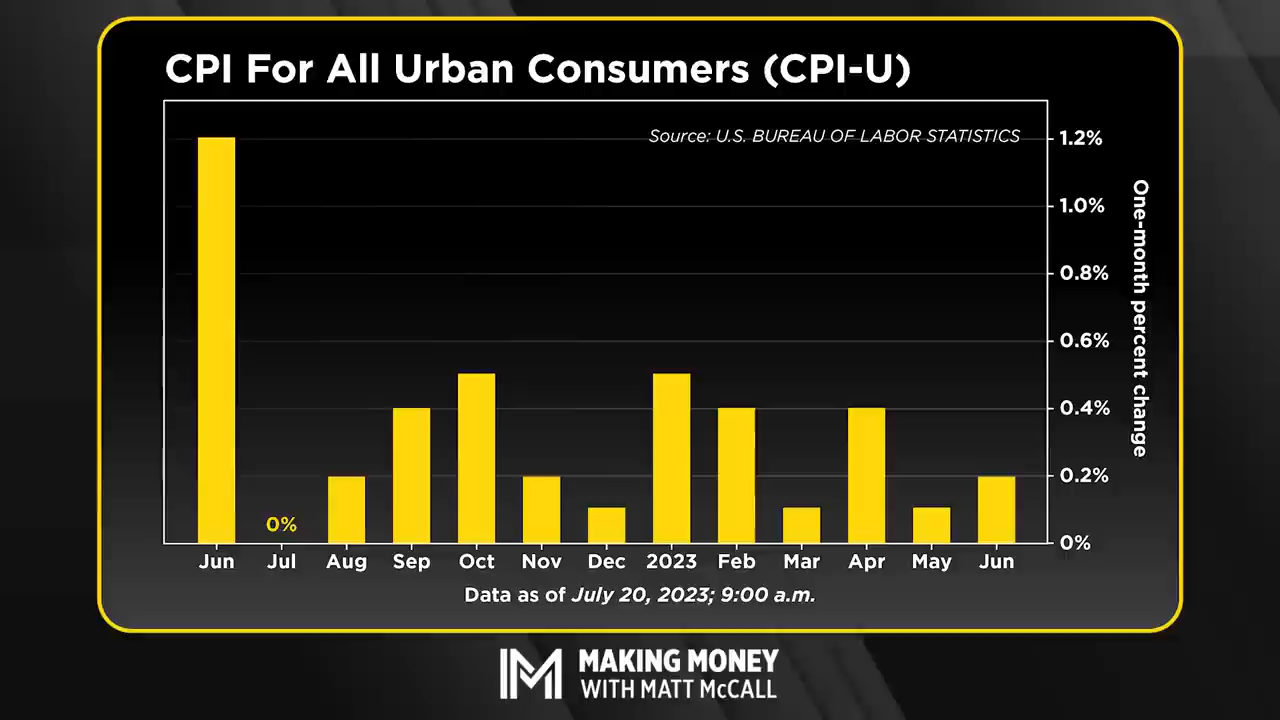 CPI For All Urban Consumers (CPI-U)
Source: U.S. BUREAU OF LABOR STATISTICS
1.2%
1.0%
0.8%
0.6%
0.4%
0.2%
0%
One-month percent change
0%
Jun Jul Aug Sep Oct Nov Dec 2023 Feb Mar Apr May Jun
Data as of July 20, 2023; 9:00 a.m.
MAKING MONEY
WITH MATT McCALL